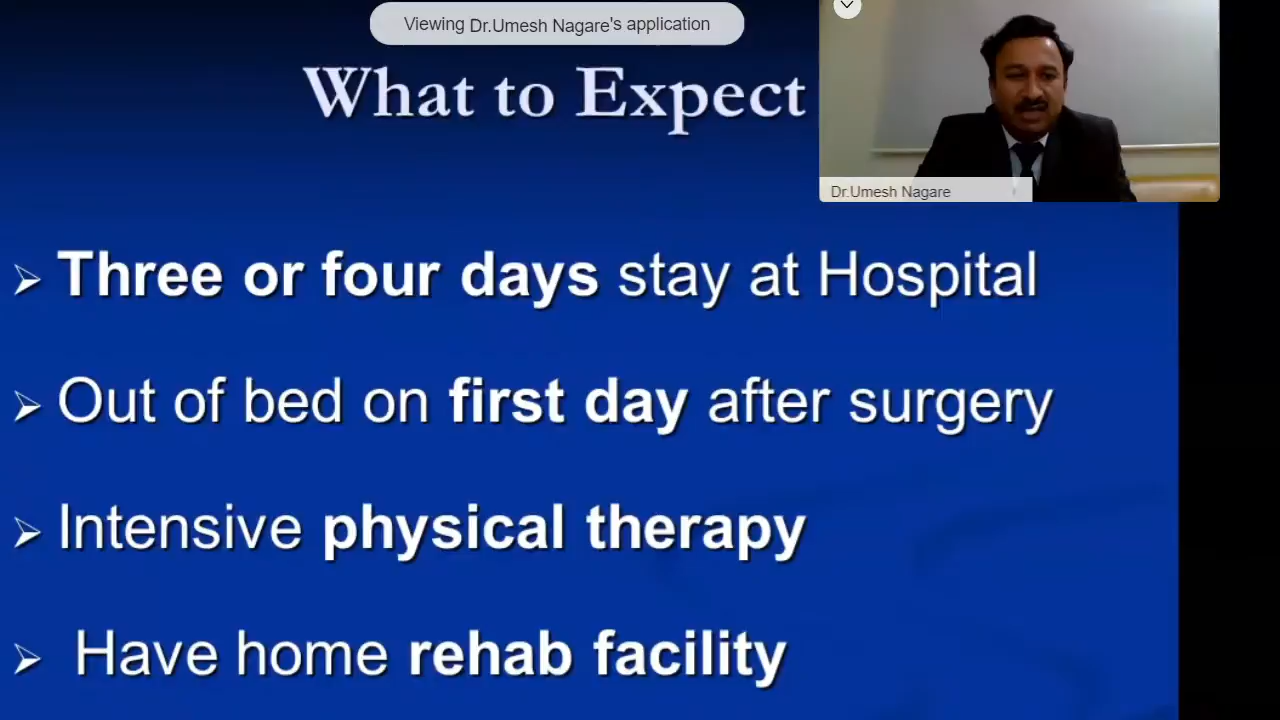 Viewing Dr.Umesh Nagare's application
What to Expect
Dr.Umesh Nagare
Three or four days stay at Hospital
Out of bed on first day after surgery
Intensive physical therapy
Have home rehab facility